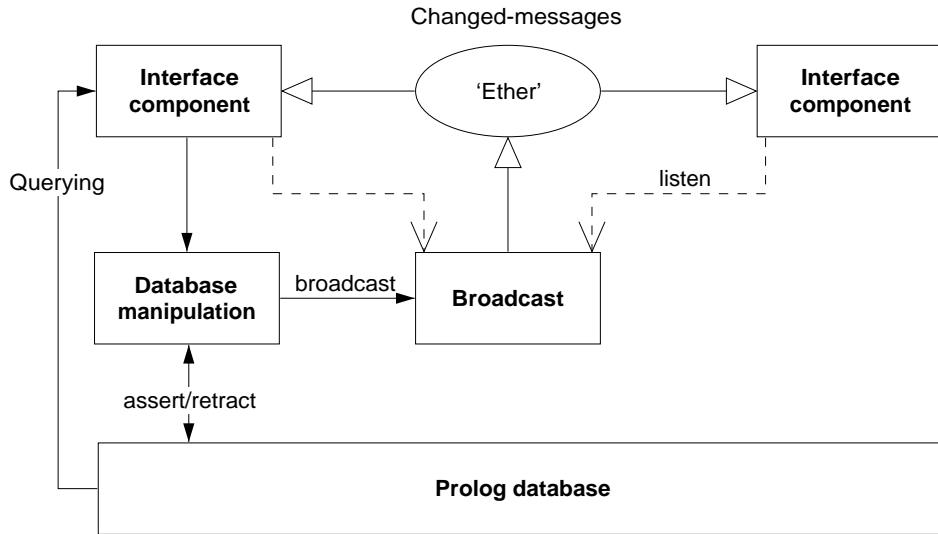 Changed-messages
Interface
component
‘Ether’
Interface
component
Querying
listen
Database
manipulation
broadcast
Broadcast
assert/retract
Prolog database